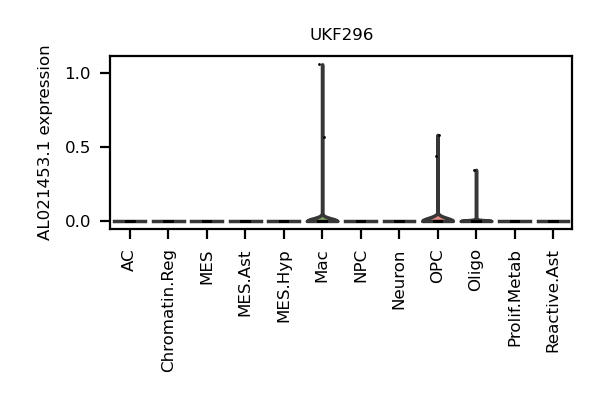 UKF296
AL021453.1 expression
1.0
0.5
0.0
AC
Chromatin.Reg
MES
MES.Ast
MES.Hyp
Mac
NPC
Neuron
OPC
Oligo
Prolif.Metab
Reactive.Ast